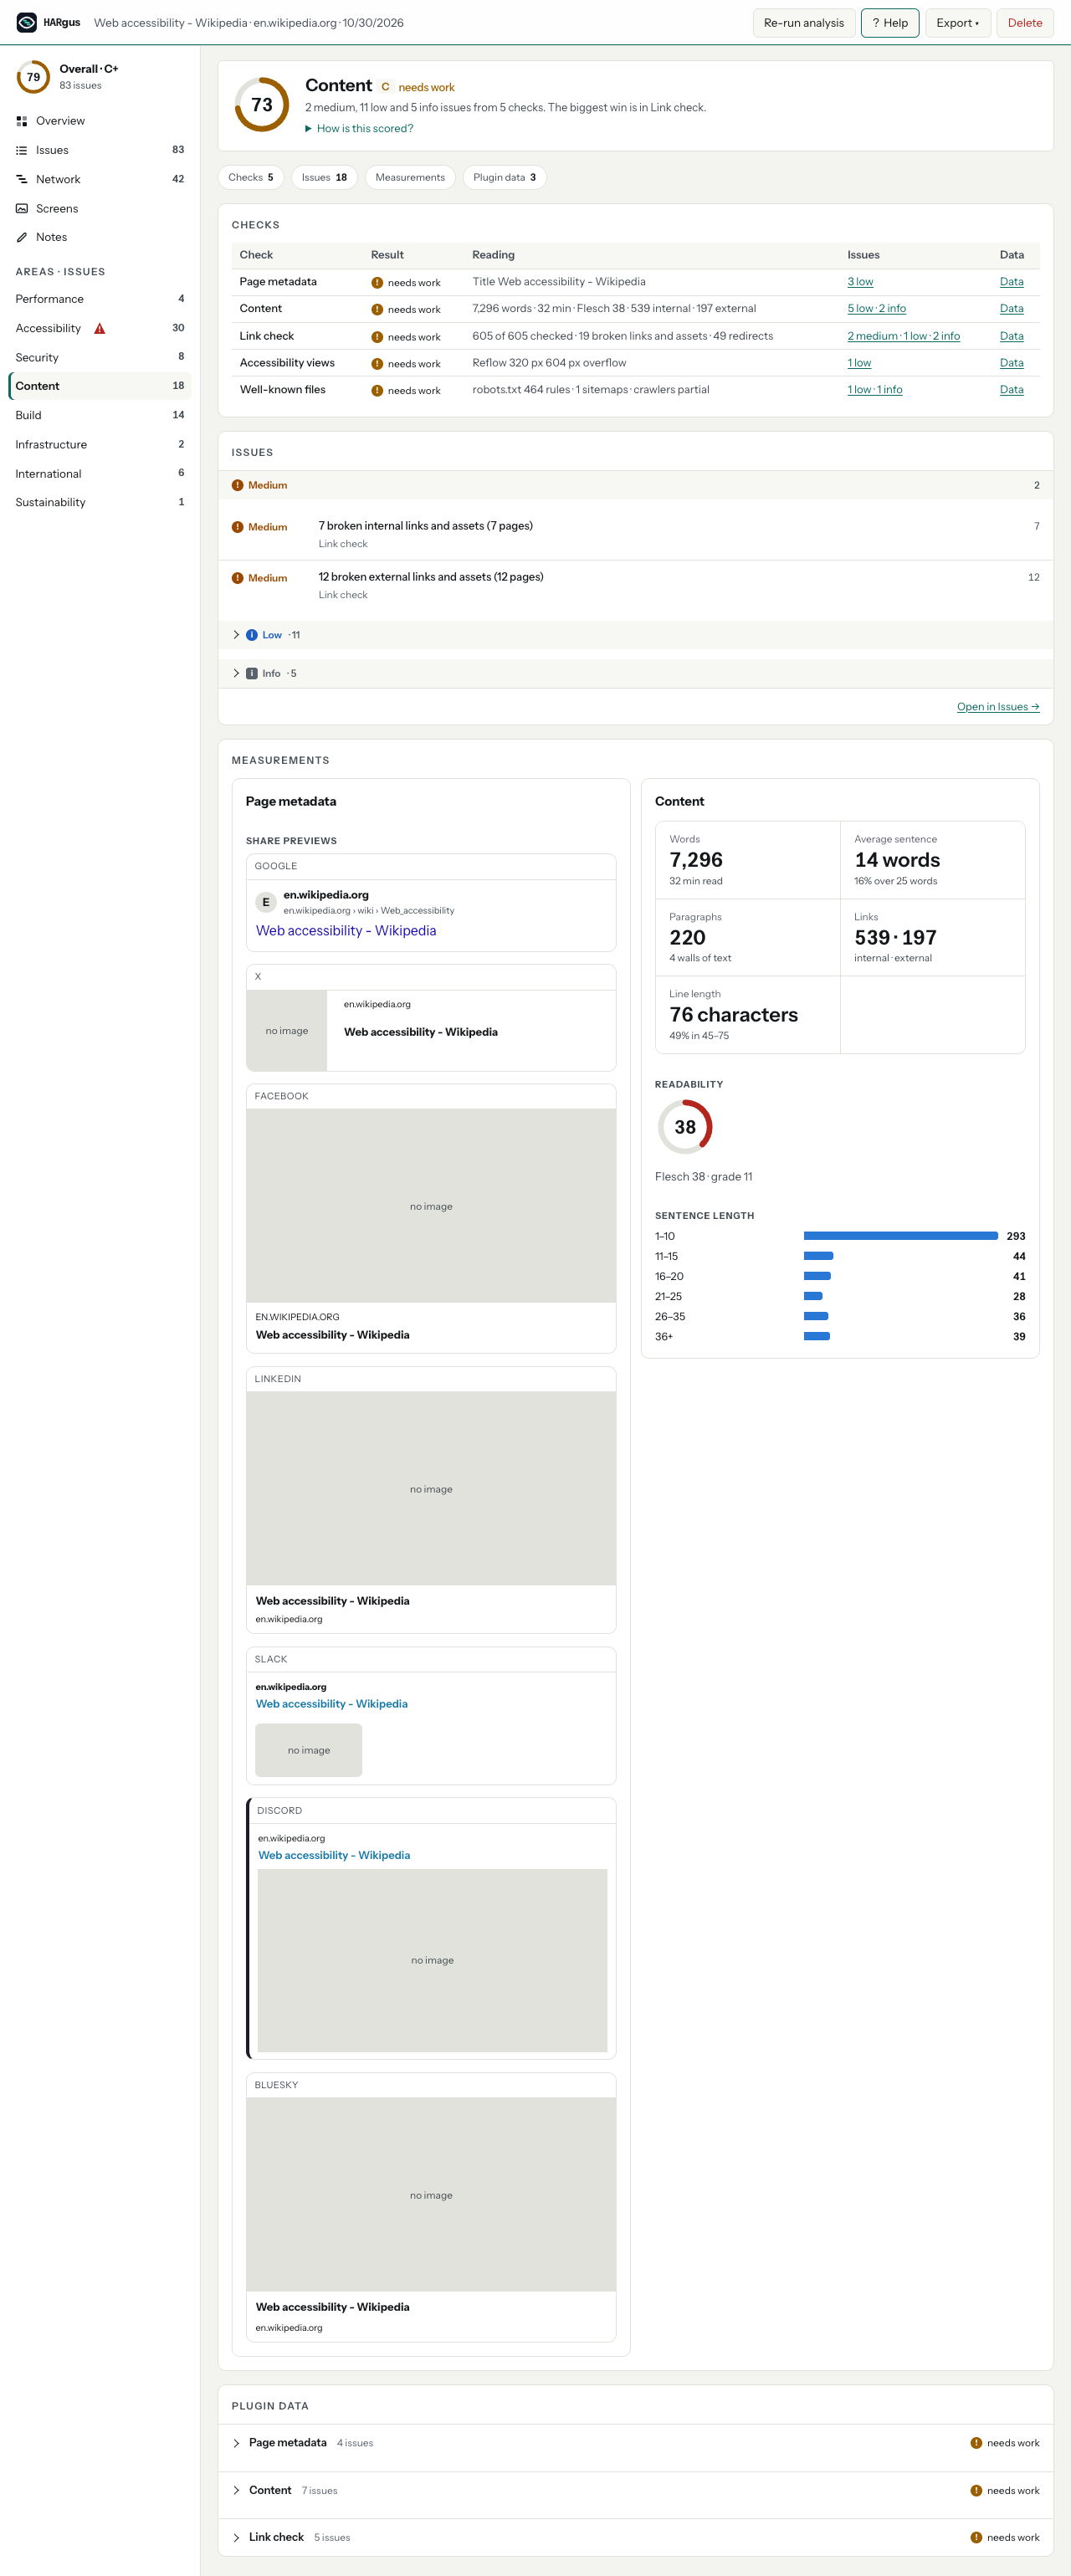 HARgus Web accessibility - Wikipedia · en.wikipedia.org · 10/30/2026 Re-run analysis ? Help Export Delete
79 Overall · C+
83 issues
Overview
Issues 83
Network 42
Screens
Notes
AREAS · ISSUES
Performance 4
Accessibility 30
Security 8
Content 18
Build 14
Infrastructure 2
International 6
Sustainability 1
73
Content C needs work
2 medium, 11 low and 5 info issues from 5 checks. The biggest win is in Link check.
How is this scored?
Checks 5 Issues 18 Measurements Plugin data 3
CHECKS
Check Result Reading Issues Data
Page metadata needs work Title Web accessibility - Wikipedia 3 low Data
Content needs work 7,296 words · 32 min · Flesch 38 · 539 internal · 197 external 5 low · 2 info Data
Link check needs work 605 of 605 checked · 19 broken links and assets · 49 redirects 2 medium · 1 low · 2 info Data
Accessibility views needs work Reflow 320 px 604 px overflow 1 low Data
Well-known files needs work robots.txt 464 rules · 1 sitemaps · crawlers partial 1 low · 1 info Data
ISSUES
Medium 2
Medium 7 broken internal links and assets (7 pages) 7
Link check
Medium 12 broken external links and assets (12 pages) 12
Link check
Low · 11
Info · 5
Open in Issues →
MEASUREMENTS
Page metadata
SHARE PREVIEWS
GOOGLE
E en.wikipedia.org
en.wikipedia.org › wiki › Web_accessibility
Web accessibility - Wikipedia
X
no image
en.wikipedia.org
Web accessibility - Wikipedia
FACEBOOK
no image
EN.WIKIPEDIA.ORG
Web accessibility - Wikipedia
LINKEDIN
no image
Web accessibility - Wikipedia
en.wikipedia.org
SLACK
en.wikipedia.org
Web accessibility - Wikipedia
no image
DISCORD
en.wikipedia.org
Web accessibility - Wikipedia
no image
BLUESKY
no image
Web accessibility - Wikipedia
en.wikipedia.org
Content
Words
7,296
32 min read
Average sentence
14 words
16% over 25 words
Paragraphs
220
4 walls of text
Links
539 · 197
internal · external
Line length
76 characters
49% in 45–75
READABILITY
38
Flesch 38 · grade 11
SENTENCE LENGTH
1–10 293
11–15 44
16–20 41
21–25 28
26–35 36
36+ 39
PLUGIN DATA
Page metadata 4 issues needs work
Content 7 issues needs work
Link check 5 issues needs work